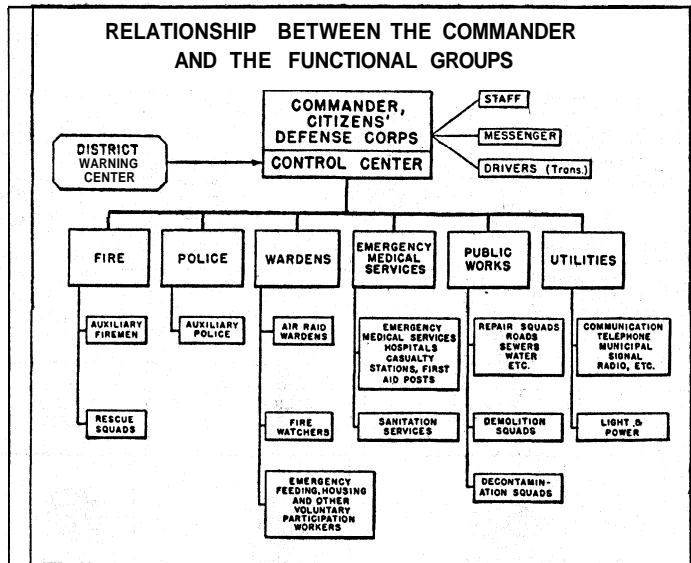 RELATIONSHIP BETWEEN THE COMMANDER
AND THE FUNCTIONAL GROUPS
COMMANDER,
CITIZENS'
DEFENSE CORPS
CONTROL CENTER
STAFF
MESSENGER
DRIVERS (Trans.)
DISTRICT
WARNING
CENTER
FIRE
POLICE
WARDENS
EMERGENCY
MEDICAL
SERVICES
PUBLIC
WORKS
UTILITIES
AUXILIARY
FIREMEN
AUXILIARY
POLICE
AIR RAID
WARDENS
EMERGENCY
MEDICAL SERVICES
HOSPITALS
CASUALTY
STATIONS, FIRST
AID POSTS
REPAIR SQUADS
ROADS
SEWERS
WATER
ETC.
COMMUNICATION
TELEPHONE
MUNICIPAL
SIGNAL
RADIO, ETC.
RESCUE
SQUADS
FIRE
WATCHERS
SANITATION
SERVICES
DEMOLITION
SQUADS
LIGHT &
POWER
EMERGENCY
FEEDING, HOUSING
AND OTHER
VOLUNTARY
PARTICIPATION
WORKERS
DECONTAMIN-
ATION SQUADS